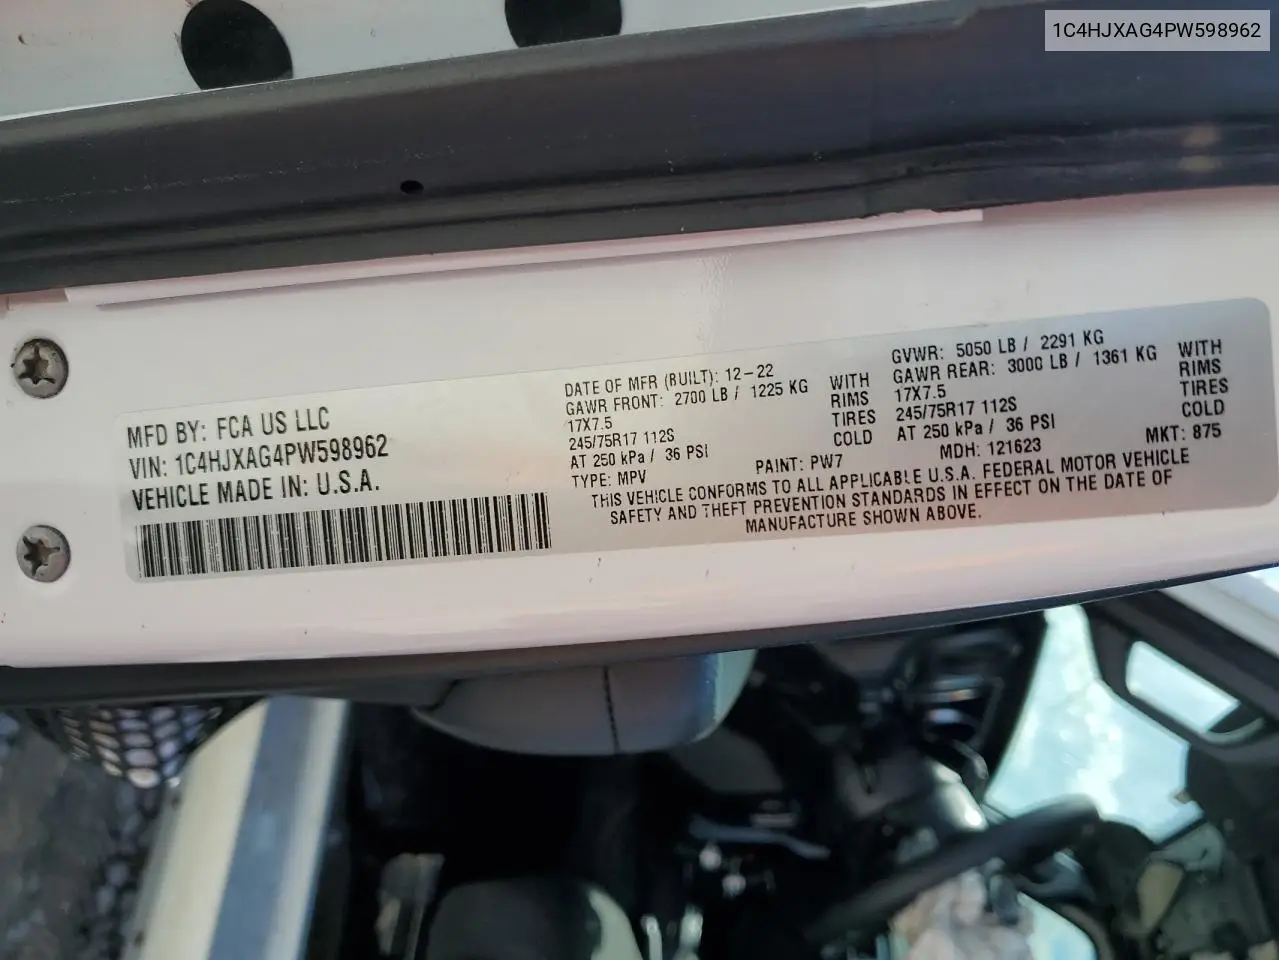 1C4HJXAG4PW598962
MFD BY: FCA US LLC
VIN: 1C4HJXAG4PW598962
VEHICLE MADE IN: U.S.A.
DATE OF MFR (BUILT): 12-22
GAWR FRONT: 2700 LB / 1225 KG WITH
17X7.5 RIMS
245/75R17 112S TIRES
AT 250 kPa / 36 PSI COLD
TYPE: MPV
GVWR: 5050 LB / 2291 KG
GAWR REAR: 3000 LB / 1361 KG WITH
17X7.5 RIMS
245/75R17 112S TIRES
AT 250 kPa / 36 PSI COLD
PAINT: PW7 MDH: 121623 MKT: 875
THIS VEHICLE CONFORMS TO ALL APPLICABLE U.S.A. FEDERAL MOTOR VEHICLE
SAFETY AND THEFT PREVENTION STANDARDS IN EFFECT ON THE DATE OF
MANUFACTURE SHOWN ABOVE.